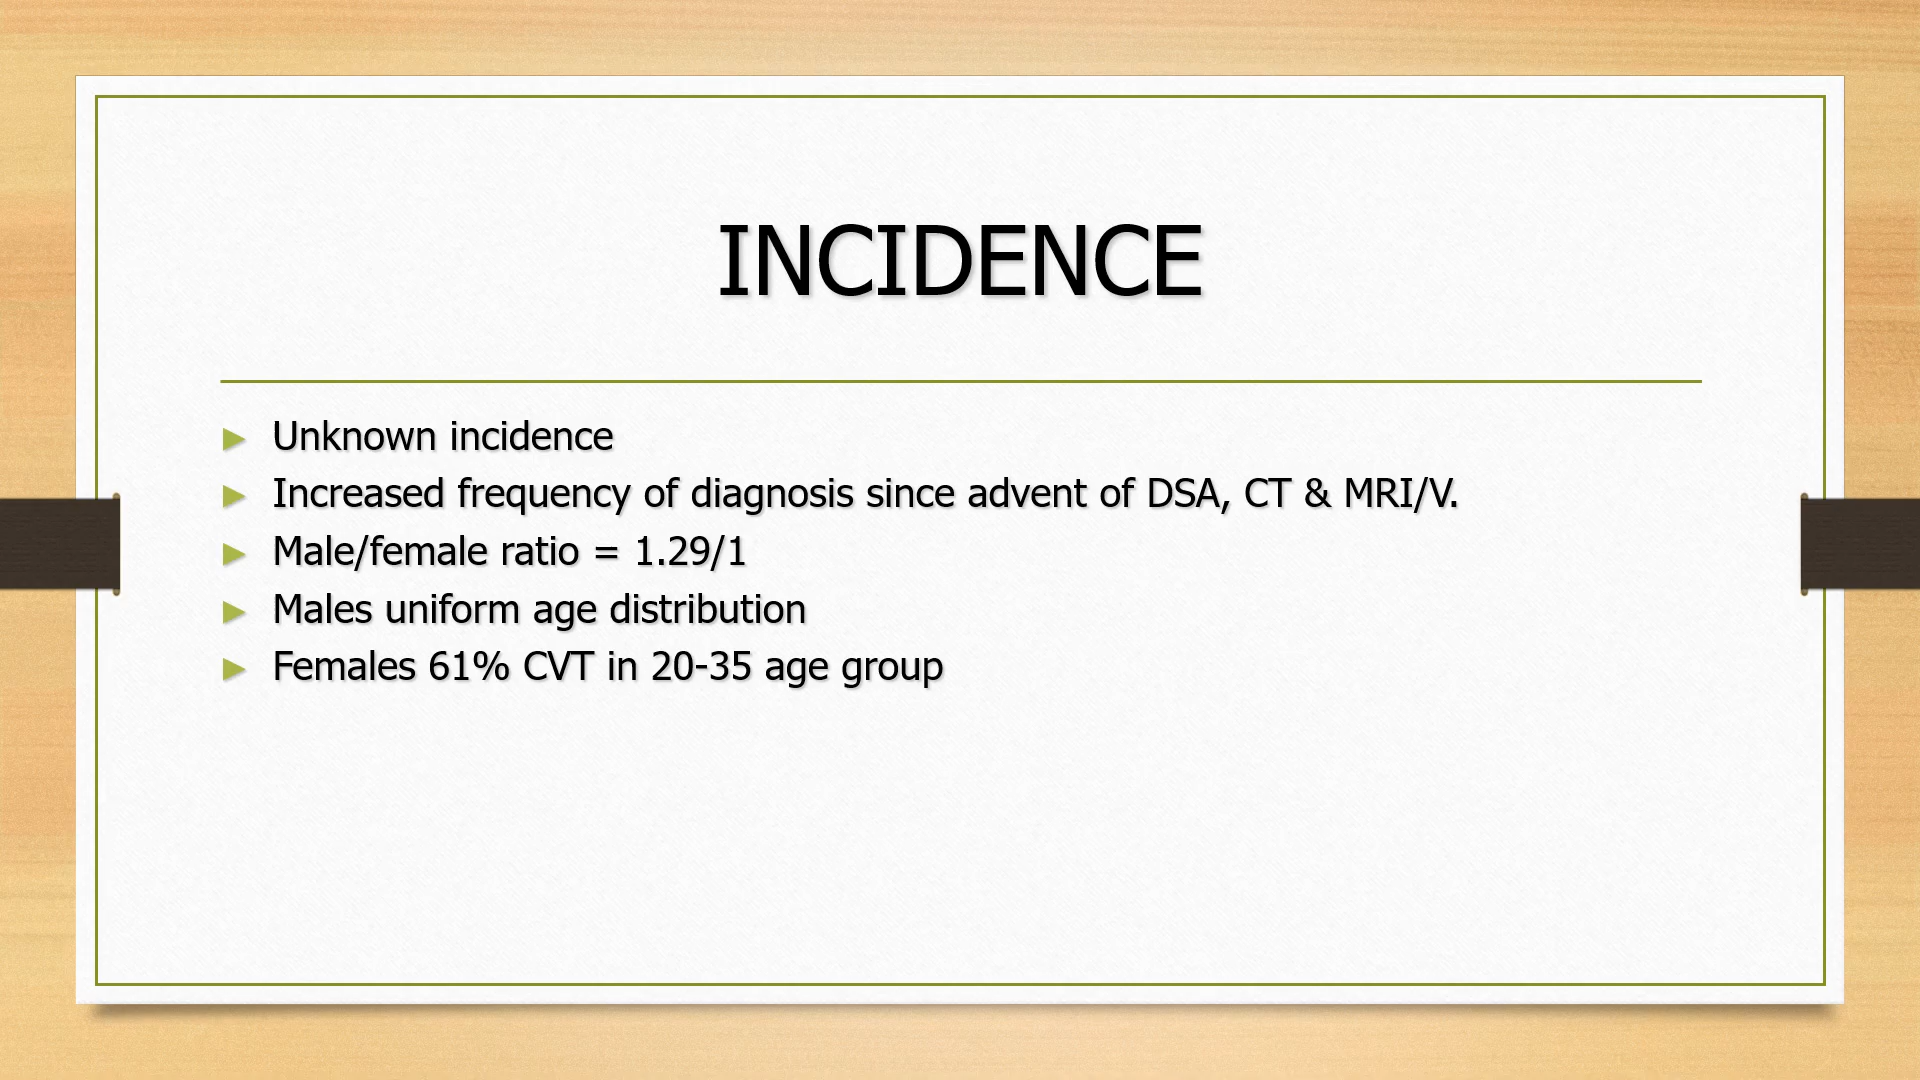 INCIDENCE
Unknown incidence
Increased frequency of diagnosis since advent of DSA, CT & MRI/V.
Male/female ratio = 1.29/1
Males uniform age distribution
Females 61% CVT in 20-35 age group